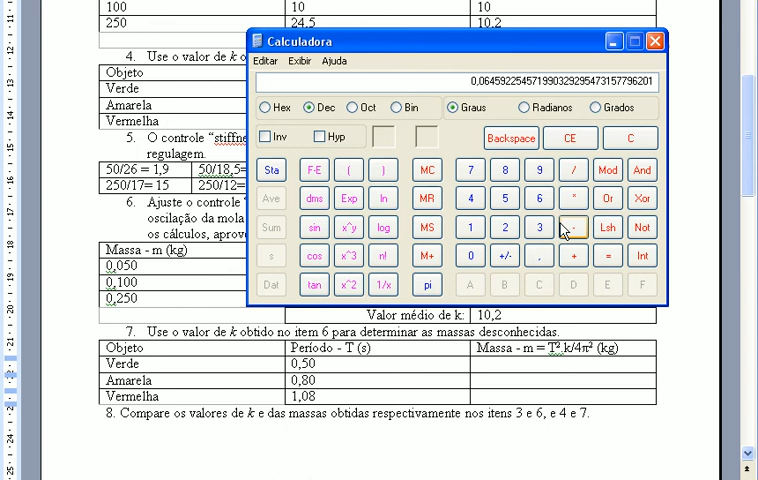 100 10 10
250 24,5 10,2
4. Use o valor de k o
Objeto
Verde
Amarela
Vermelha
5. O controle “stiffne
regulagem.
50/26 = 1,9 50/18,5=
250/17= 15 250/12=
6. Ajuste o controle ‘
oscilação da mola
os cálculos, aprove
Massa - m (kg)
0,050
0,100
0,250
Calculadora
Editar Exibir Ajuda
0,064592254571990329295473157796201
Hex Dec Oct Bin Graus Radianos Grados
Inv Hyp Backspace CE C
Sta F-E ( ) MC 7 8 9 / Mod And
Ave dms Exp ln MR 4 5 6 * Or Xor
Sum sin x^y log MS 1 2 3 - Lsh Not
s cos x^3 n! M+ 0 +/- , + = Int
Dat tan x^2 1/x pi A B C D E F
Valor médio de k: 10,2
7. Use o valor de k obtido no item 6 para determinar as massas desconhecidas.
Objeto Período - T (s) Massa - m = T² k/4π² (kg)
Verde 0,50
Amarela 0,80
Vermelha 1,08
8. Compare os valores de k e das massas obtidas respectivamente nos itens 3 e 6, e 4 e 7.